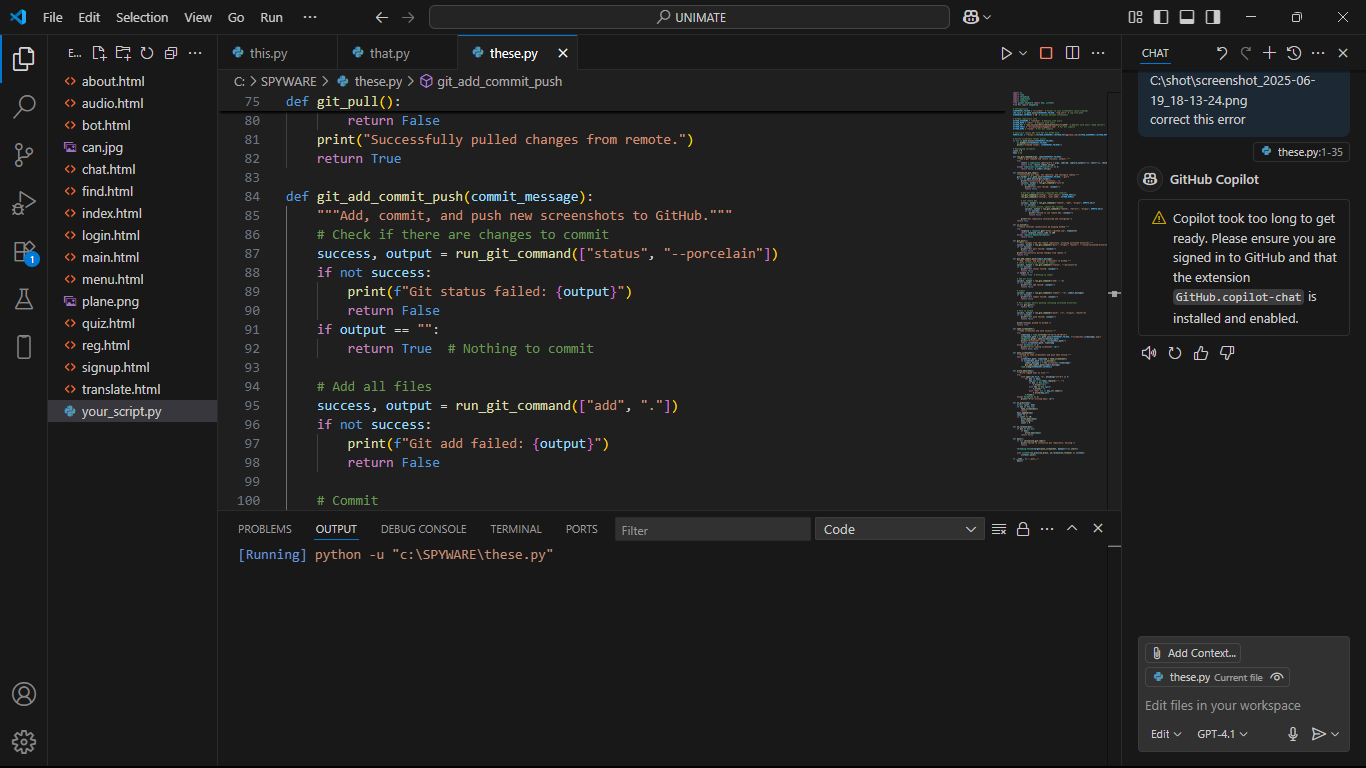 File Edit Selection View Go Run ··· UNIMATE
E... ···
about.html
audio.html
bot.html
can.jpg
chat.html
find.html
index.html
login.html
main.html
menu.html
plane.png
quiz.html
reg.html
signup.html
translate.html
your_script.py
1
this.py that.py these.py
C: > SPYWARE > these.py > git_add_commit_push
75 def git_pull():
80 return False
81 print("Successfully pulled changes from remote.")
82 return True
83
84 def git_add_commit_push(commit_message):
85 """Add, commit, and push new screenshots to GitHub."""
86 # Check if there are changes to commit
87 success, output = run_git_command(["status", "--porcelain"])
88 if not success:
89 print(f"Git status failed: {output}")
90 return False
91 if output == "":
92 return True # Nothing to commit
93
94 # Add all files
95 success, output = run_git_command(["add", "."])
96 if not success:
97 print(f"Git add failed: {output}")
98 return False
99
100 # Commit
PROBLEMS OUTPUT DEBUG CONSOLE TERMINAL PORTS Filter Code
[Running] python -u "c:\SPYWARE\these.py"
CHAT
C:\shot\screenshot_2025-06-
19_18-13-24.png
correct this error
these.py:1-35
GitHub Copilot
Copilot took too long to get
ready. Please ensure you are
signed in to GitHub and that
the extension
GitHub.copilot-chat is
installed and enabled.
Add Context...
these.py Current file
Edit files in your workspace
Edit GPT-4.1